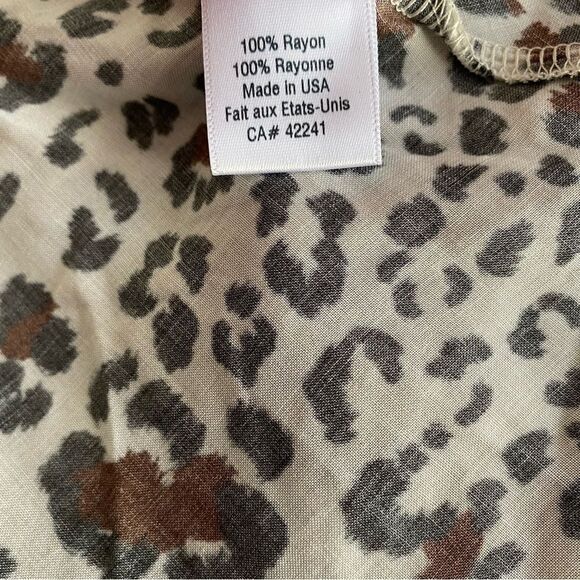 100% Rayon
100% Rayonne
Made in USA
Fait aux Etats-Unis
CA# 42241